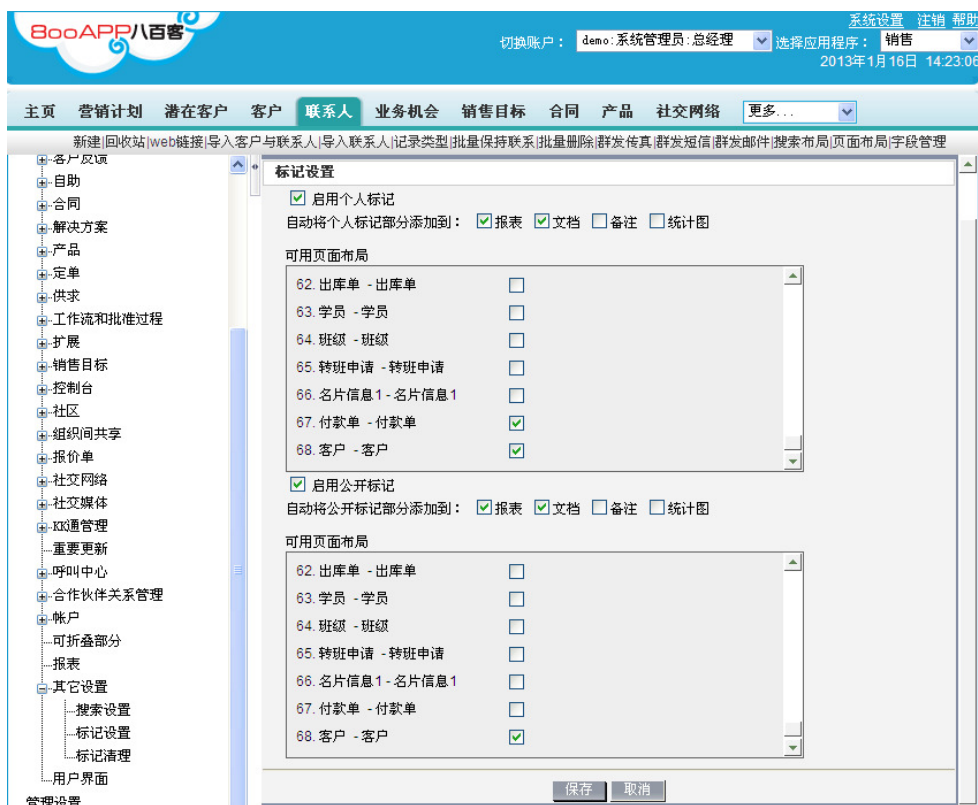 8ooAPP八百客
系统设置 注销 帮助
切换账户： demo:系统管理员:总经理 选择应用程序： 销售
2013年1月16日 14:23:06
主页 营销计划 潜在客户 客户 联系人 业务机会 销售目标 合同 产品 社交网络 更多...
新建|回收站|web链接|导入客户与联系人|导入联系人|记录类型|批量保持联系|批量删除|群发传真|群发短信|群发邮件|搜索布局|页面布局|字段管理
客户反馈
自助
合同
解决方案
产品
定单
供求
工作流和批准过程
扩展
销售目标
控制台
社区
组织间共享
报价单
社交网络
社交媒体
KK通管理
重要更新
呼叫中心
合作伙伴关系管理
帐户
可折叠部分
报表
其它设置
搜索设置
标记设置
标记清理
用户界面
管理设置
标记设置
启用个人标记
自动将个人标记部分添加到： 报表 文档 备注 统计图
可用页面布局
62.出库单 -出库单
63.学员 -学员
64.班级 -班级
65.转班申请 -转班申请
66.名片信息1-名片信息1
67.付款单 -付款单
68.客户 -客户
启用公开标记
自动将公开标记部分添加到： 报表 文档 备注 统计图
可用页面布局
62.出库单 -出库单
63.学员 -学员
64.班级 -班级
65.转班申请 -转班申请
66.名片信息1-名片信息1
67.付款单 -付款单
68.客户 -客户
保存 取消